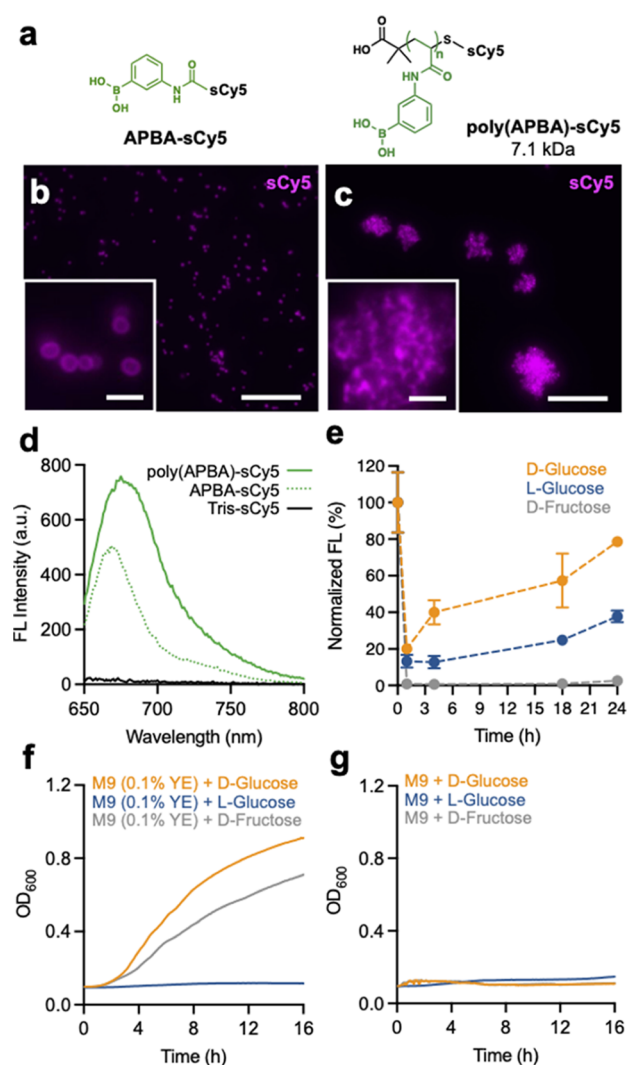 a
HO
B
OH
N
H
O
sCy5
APBA-sCy5
O
HO
n
S
sCy5
HN
O
HO
B
OH
poly(APBA)-sCy5
7.1 kDa
b
sCy5
c
sCy5
d
800
600
400
200
0
FL Intensity (a.u.)
poly(APBA)-sCy5
APBA-sCy5
Tris-sCy5
650
700
750
800
Wavelength (nm)
e
120
100
80
60
40
20
0
Normalized FL (%)
D-Glucose
L-Glucose
D-Fructose
0 3 6 9 12 15 18 21 24
Time (h)
f
M9 (0.1% YE) + D-Glucose
M9 (0.1% YE) + L-Glucose
M9 (0.1% YE) + D-Fructose
1.2
0.8
0.4
0.0
OD600
0 4 8 12 16
Time (h)
g
M9 + D-Glucose
M9 + L-Glucose
M9 + D-Fructose
1.2
0.8
0.4
0.0
OD600
0 4 8 12 16
Time (h)